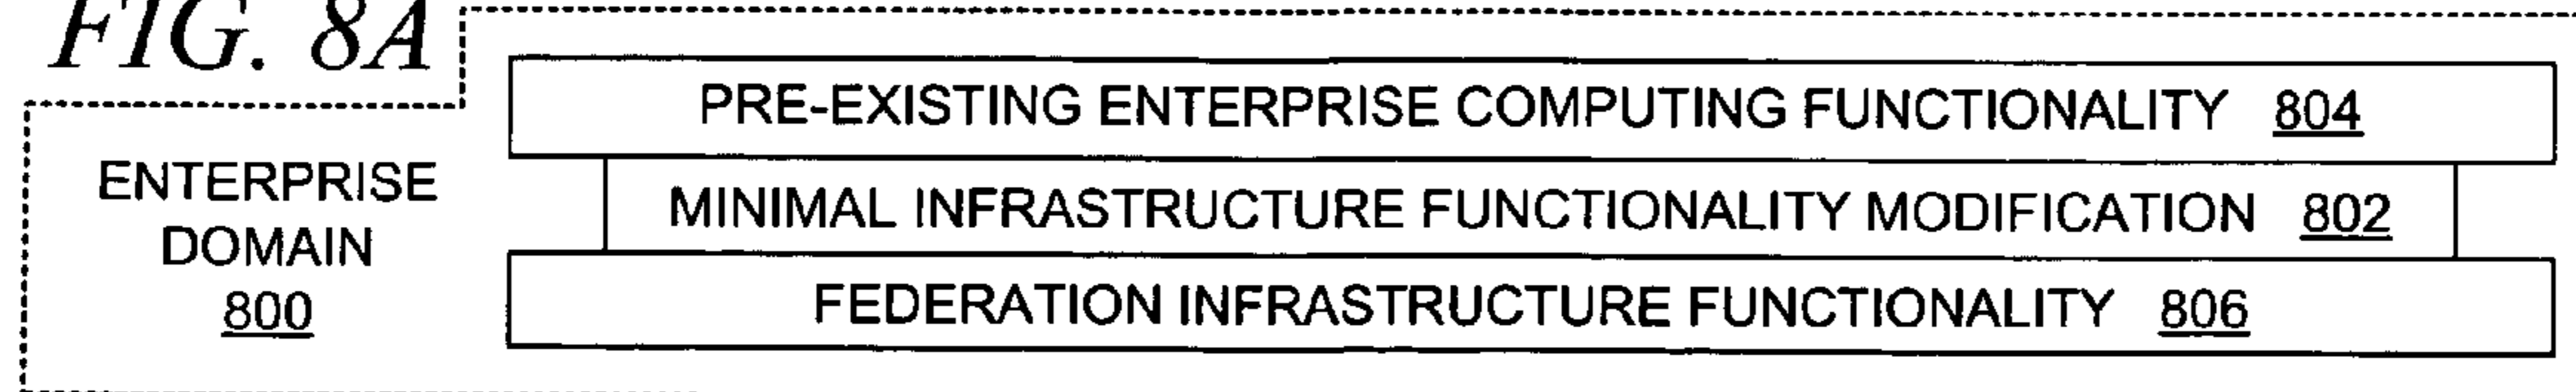 FIG. 8A
PRE-EXISTING ENTERPRISE COMPUTING FUNCTIONALITY 804
ENTERPRISE
DOMAIN
800
MINIMAL INFRASTRUCTURE FUNCTIONALITY MODIFICATION 802
FEDERATION INFRASTRUCTURE FUNCTIONALITY 806